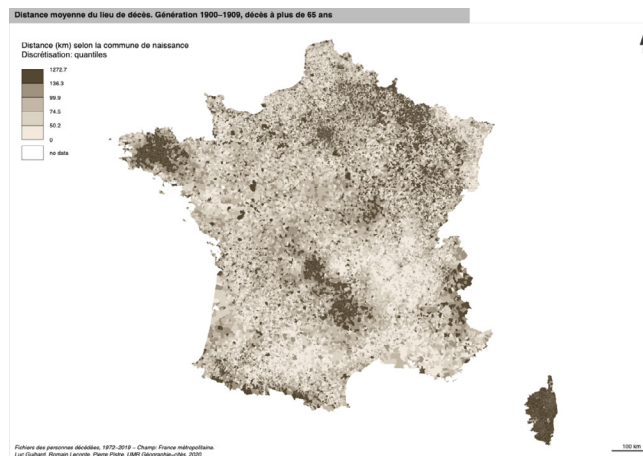 Distance moyenne du lieu de décès. Génération 1900–1909, décès à plus de 65 ans
Distance (km) selon la commune de naissance
Discrétisation: quantiles
1272.7
136.3
99.9
74.5
50.2
0
no data
Fichiers des personnes décédées, 1972–2019 – Champ: France métropolitaine.
Luc Guibard, Romain Leconte, Pierre Pistre, UMR Géographie-cités, 2020
100 km